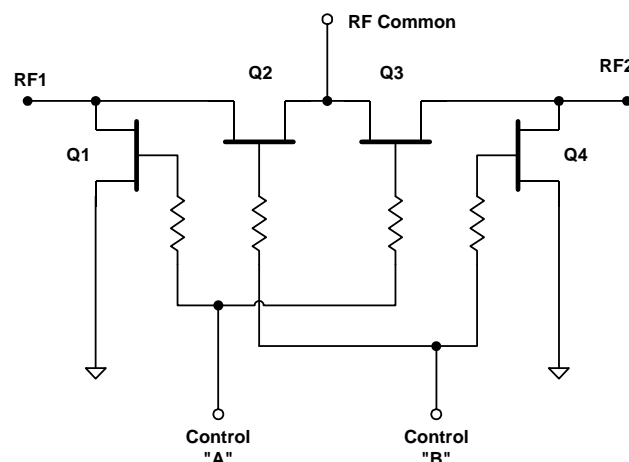 RF Common
Q2
Q3
RF1
RF2
Q1
Q4
Control
"A"
Control
"B"